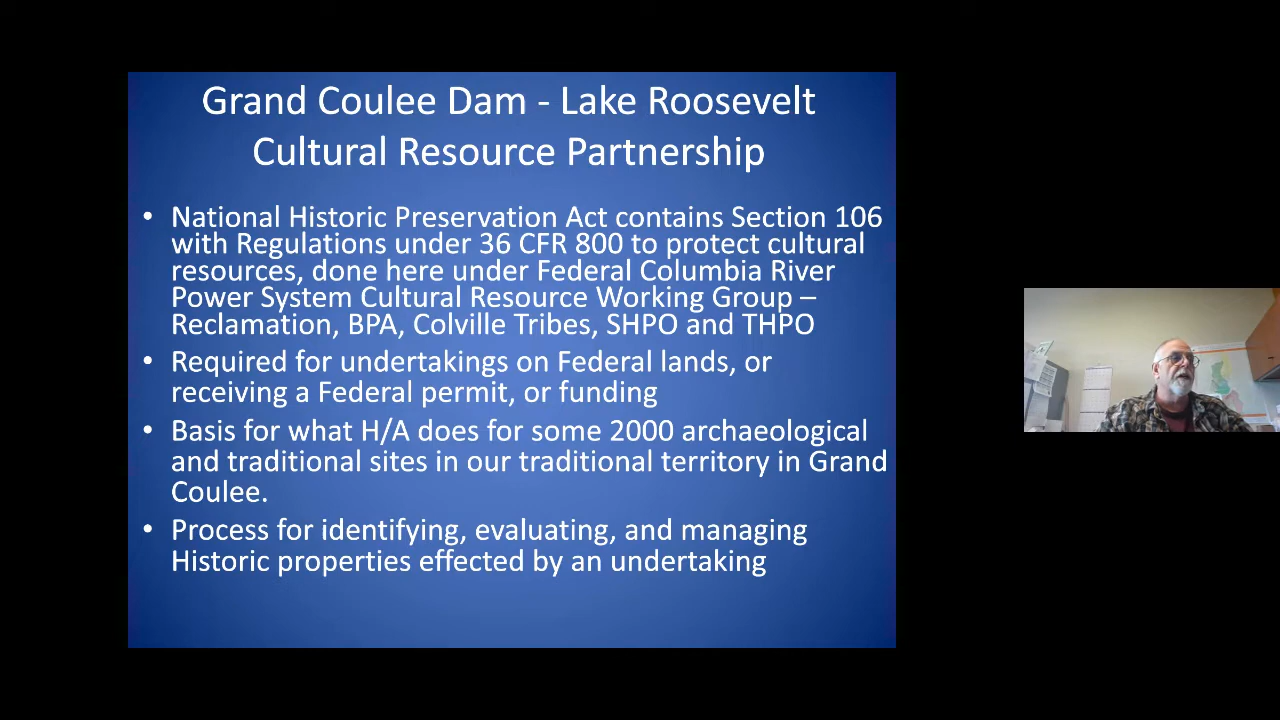 Grand Coulee Dam - Lake Roosevelt
Cultural Resource Partnership
• National Historic Preservation Act contains Section 106
with Regulations under 36 CFR 800 to protect cultural
resources, done here under Federal Columbia River
Power System Cultural Resource Working Group –
Reclamation, BPA, Colville Tribes, SHPO and THPO
• Required for undertakings on Federal lands, or
receiving a Federal permit, or funding
• Basis for what H/A does for some 2000 archaeological
and traditional sites in our traditional territory in Grand
Coulee.
• Process for identifying, evaluating, and managing
Historic properties effected by an undertaking